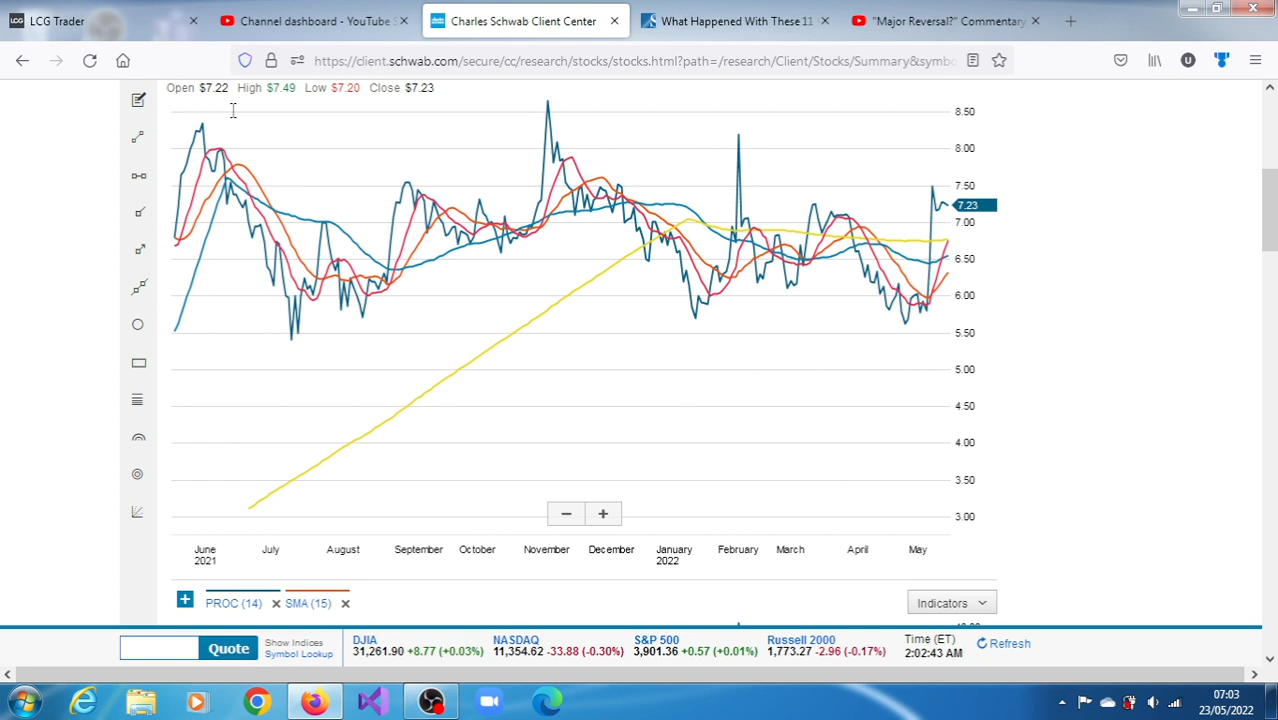 LCG Trader
Channel dashboard - YouTube S
Charles Schwab Client Center
What Happened With These 11
"Major Reversal?" Commentary
https://client.schwab.com/secure/cc/research/stocks/stocks.html?path=/research/Client/Stocks/Summary&symbo
Open $7.22 High $7.49 Low $7.20 Close $7.23
8.50
8.00
7.50
7.23
7.00
6.50
6.00
5.50
5.00
4.50
4.00
3.50
3.00
June July August September October November December January February March April May
2021 2022
PROC (14) SMA (15)
Indicators
Quote
Show Indices
Symbol Lookup
DJIA NASDAQ S&P 500 Russell 2000 Time (ET)
31,261.90 +8.77 (+0.03%) 11,354.62 -33.88 (-0.30%) 3,901.36 +0.57 (+0.01%) 1,773.27 -2.96 (-0.17%) 2:02:43 AM
Refresh
07:03
23/05/2022